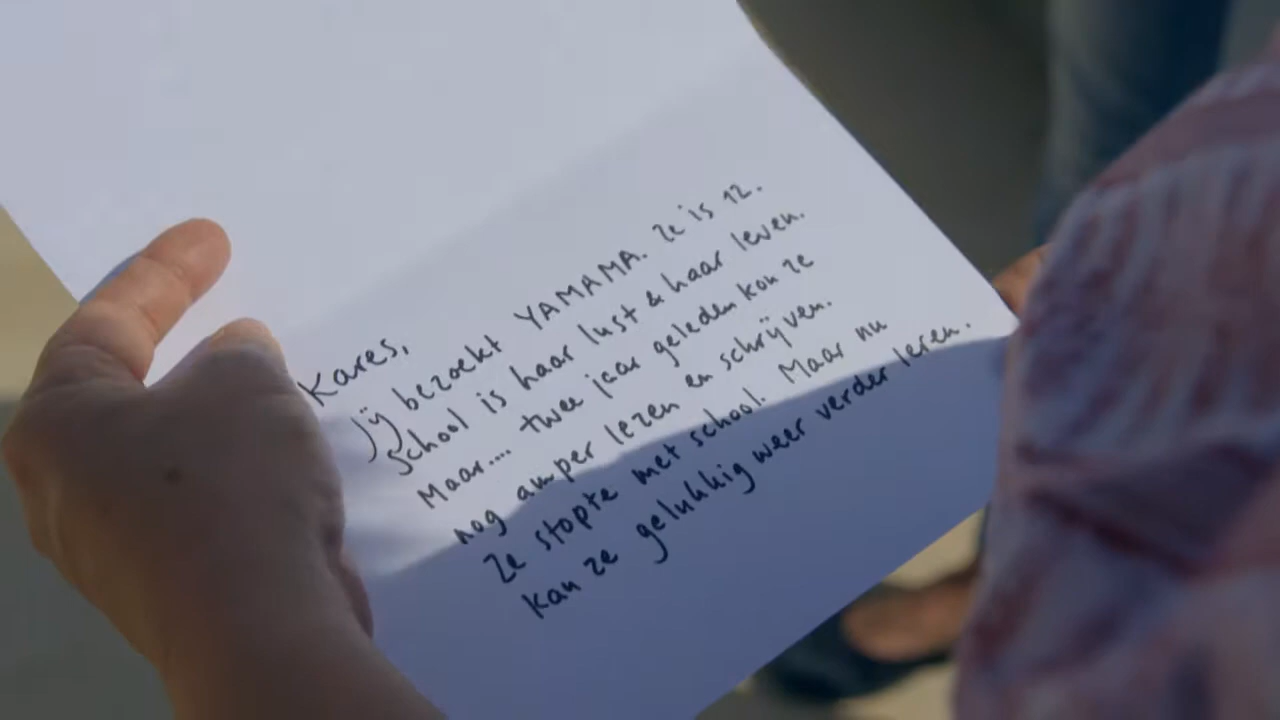 Kares,
Jij bezoekt YAMAMA. Ze is 12.
School is haar lust & haar leven.
Maar.... twee jaar geleden kon ze
nog amper lezen en schrijven.
Ze stopte met school. Maar nu
kan ze gelukkig weer verder leren.